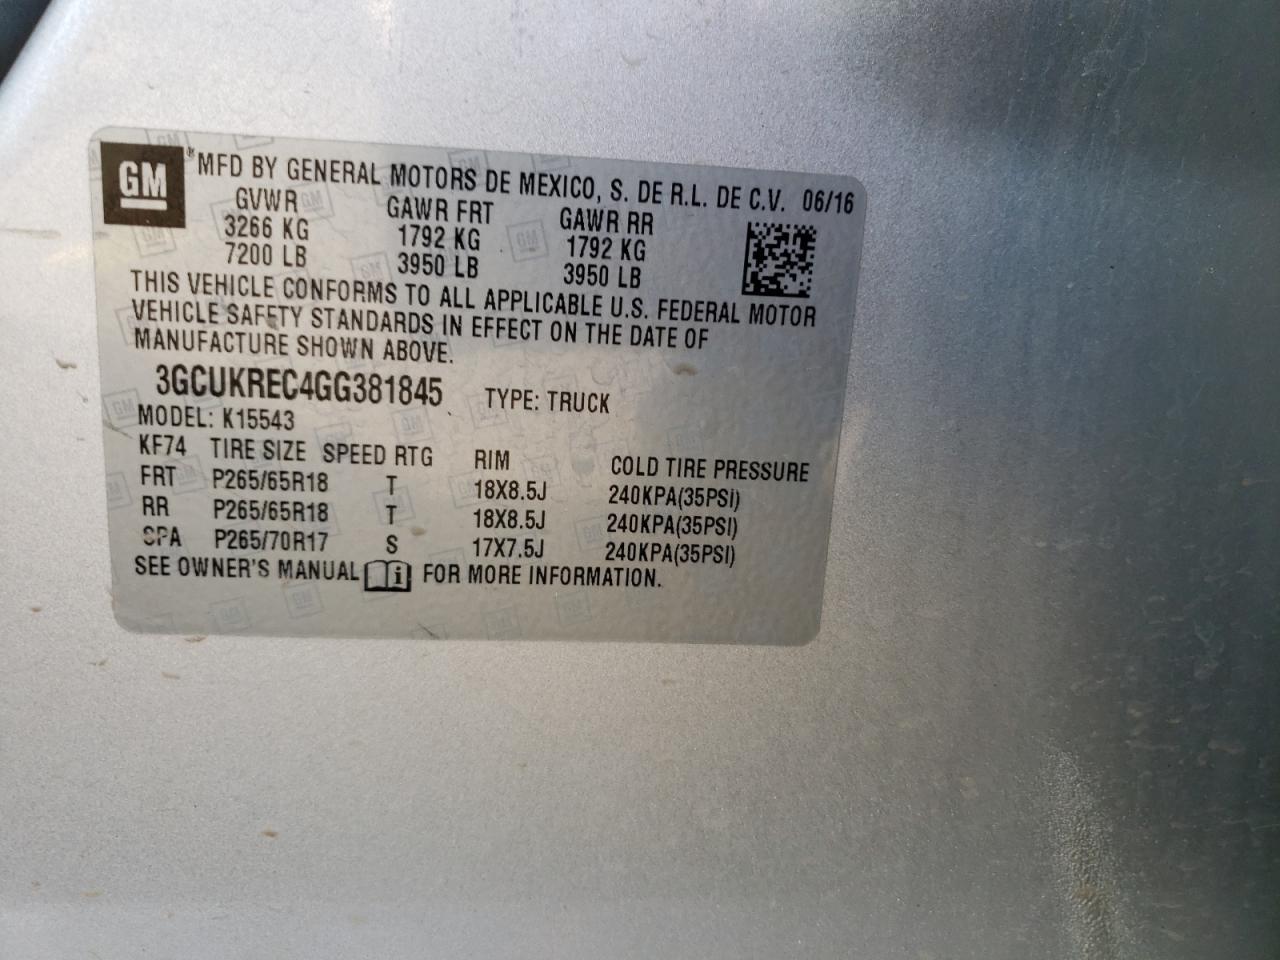 GM ® MFD BY GENERAL MOTORS DE MEXICO, S. DE R.L. DE C.V. 06/16
GVWR GAWR FRT GAWR RR
3266 KG 1792 KG 1792 KG
7200 LB 3950 LB 3950 LB
THIS VEHICLE CONFORMS TO ALL APPLICABLE U.S. FEDERAL MOTOR
VEHICLE SAFETY STANDARDS IN EFFECT ON THE DATE OF
MANUFACTURE SHOWN ABOVE.
3GCUKREC4GG381845 TYPE: TRUCK
MODEL: K15543
KF74 TIRE SIZE SPEED RTG RIM COLD TIRE PRESSURE
FRT P265/65R18 T 18X8.5J 240KPA(35PSI)
RR P265/65R18 T 18X8.5J 240KPA(35PSI)
SPA P265/70R17 S 17X7.5J 240KPA(35PSI)
SEE OWNER'S MANUAL i FOR MORE INFORMATION.